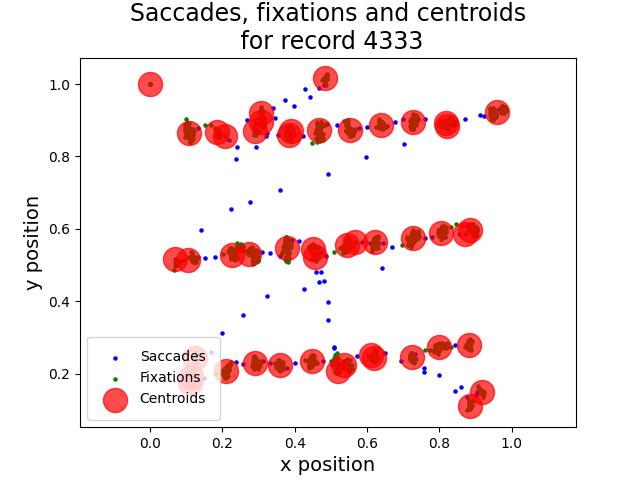 Saccades, fixations and centroids
for record 4333
1.0
0.8
0.6
0.4
0.2
y position
Saccades
Fixations
Centroids
0.0
0.2
0.4
0.6
0.8
1.0
x position